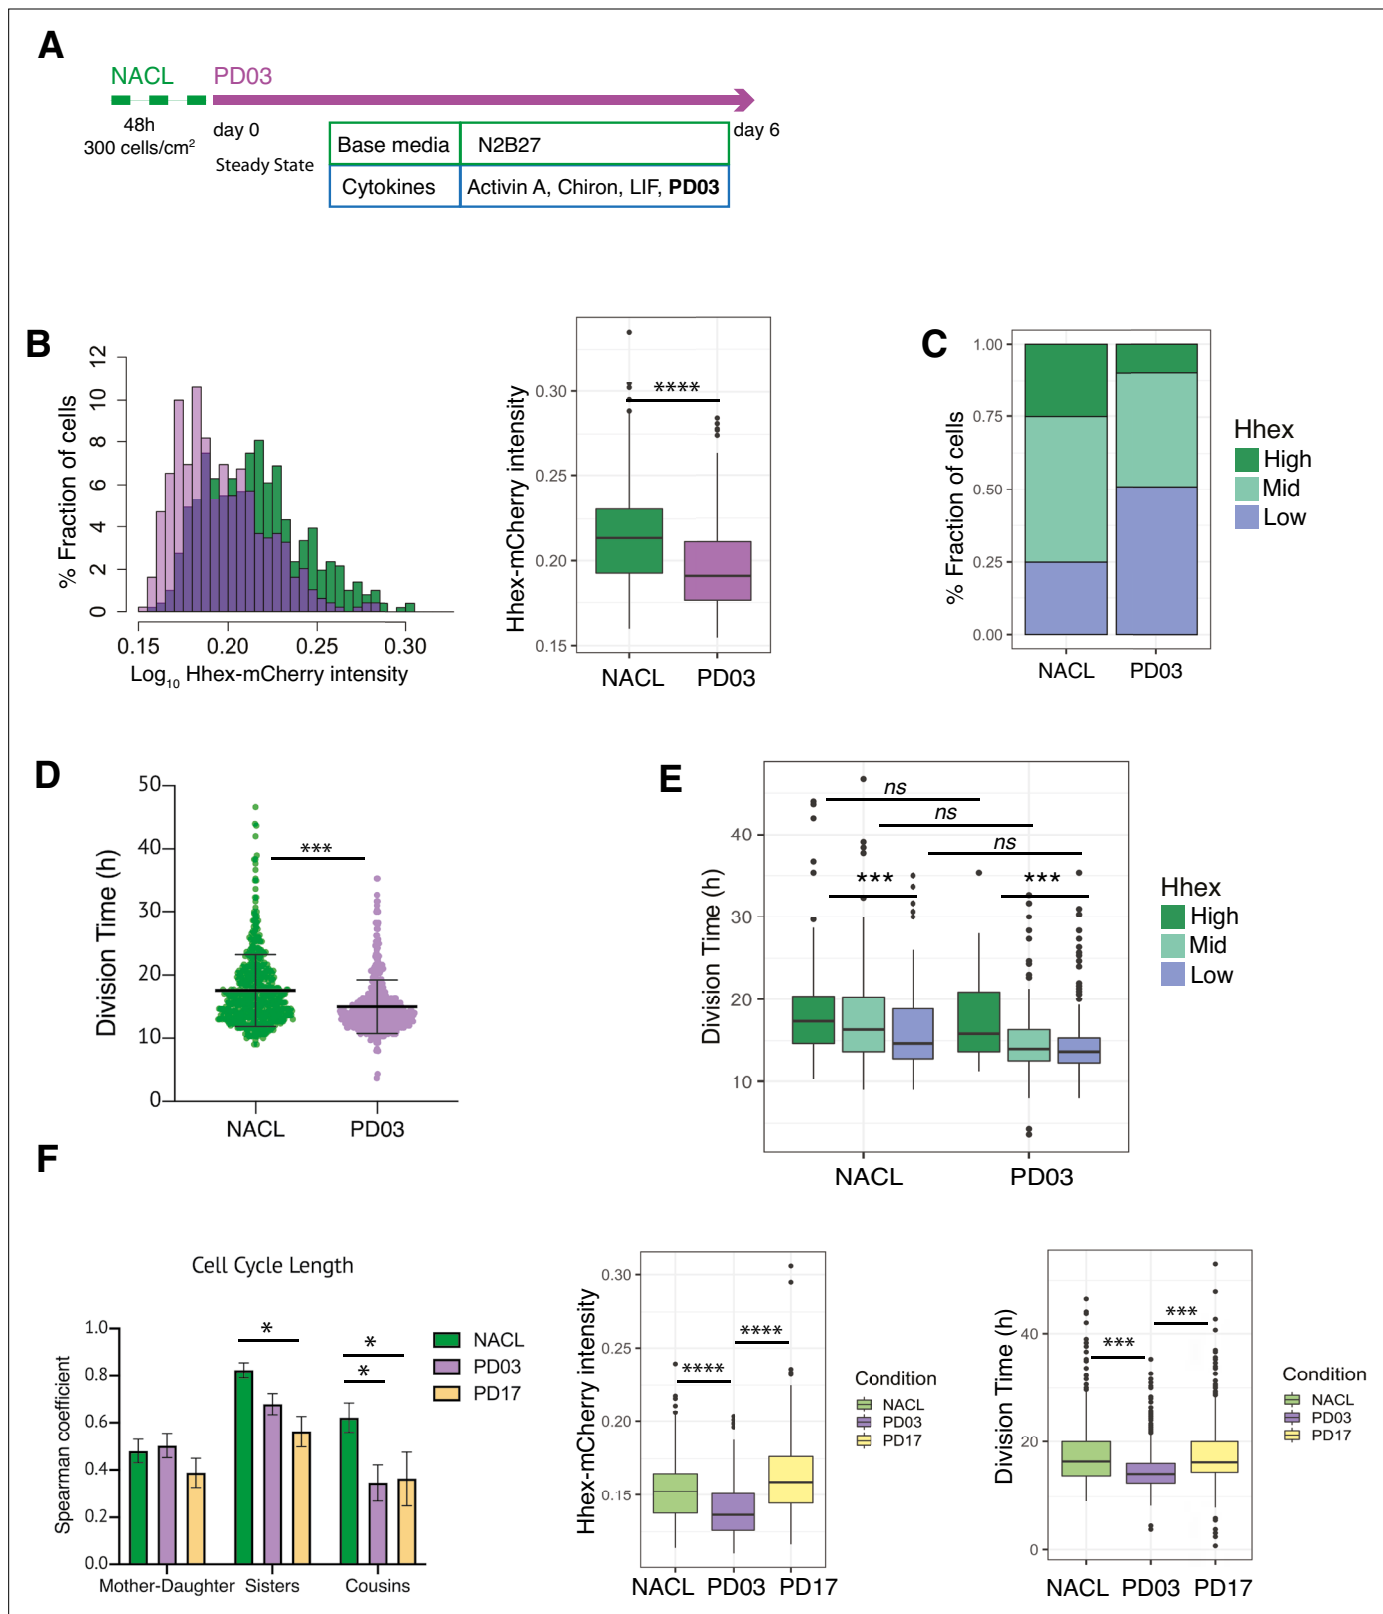 A
NACL PD03
48h
300 cells/cm²
day 0
day 6
Steady State
Base media N2B27
Cytokines Activin A, Chiron, LIF, PD03
B
% Fraction of cells
12
10
8
6
4
2
0
0.15 0.20 0.25 0.30
Log₁₀ Hhex-mCherry intensity
Hhex-mCherry intensity
0.30
0.25
0.20
0.15
****
NACL PD03
C
% Fraction of cells
1.00
0.75
0.50
0.25
0.00
NACL PD03
Hhex
High
Mid
Low
D
Division Time (h)
50
40
30
20
10
0
***
NACL PD03
E
Division Time (h)
40
30
20
10
ns
ns
ns
*** ***
NACL PD03
Hhex
High
Mid
Low
F
Cell Cycle Length
Spearman coefficient
1.0
0.8
0.6
0.4
0.2
0.0
*
*
*
Mother-Daughter Sisters Cousins
NACL
PD03
PD17
Hhex-mCherry intensity
0.30
0.25
0.20
0.15
****
****
NACL PD03 PD17
Condition
NACL
PD03
PD17
Division Time (h)
40
20
0
***
***
NACL PD03 PD17
Condition
NACL
PD03
PD17